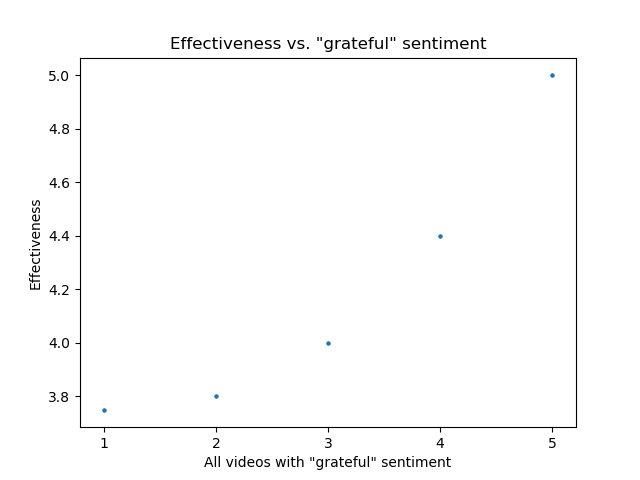 Effectiveness vs. "grateful" sentiment
5.0
4.8
4.6
4.4
4.2
4.0
3.8
Effectiveness
1 2 3 4 5
All videos with "grateful" sentiment